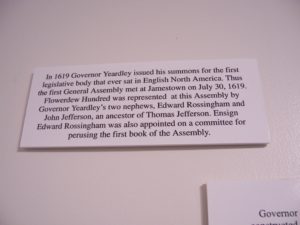 In 1619 Governor Yeardley issued his summons for the first
legislative body that ever sat in English North America. Thus
the first General Assembly met at Jamestown on July 30, 1619.
Flowerdew Hundred was represented at this Assembly by
Governor Yeardley's two nephews, Edward Rossingham and
John Jefferson, an ancestor of Thomas Jefferson. Ensign
Edward Rossingham was also appointed on a committee for
perusing the first book of the Assembly.
Governor